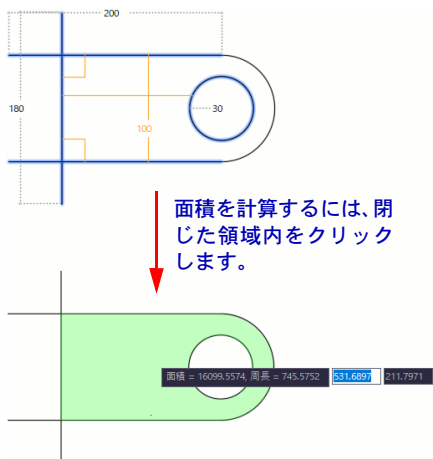 200
180
30
100
面積を計算するには、閉
じた領域内をクリック
します。
面積 = 16099.5574, 周長 = 745.5752 531.6897 211.7971